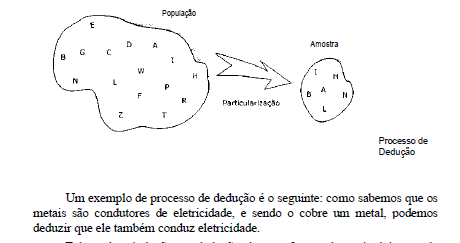 População
E
D A
B G C
I
W
N L H
P
F R
Z T
Particularização
Amostra
I H
B A N
L
Processo de
Dedução
Um exemplo de processo de dedução é o seguinte: como sabemos que os
metais são condutores de eletricidade, e sendo o cobre um metal, podemos
deduzir que ele também conduz eletricidade.